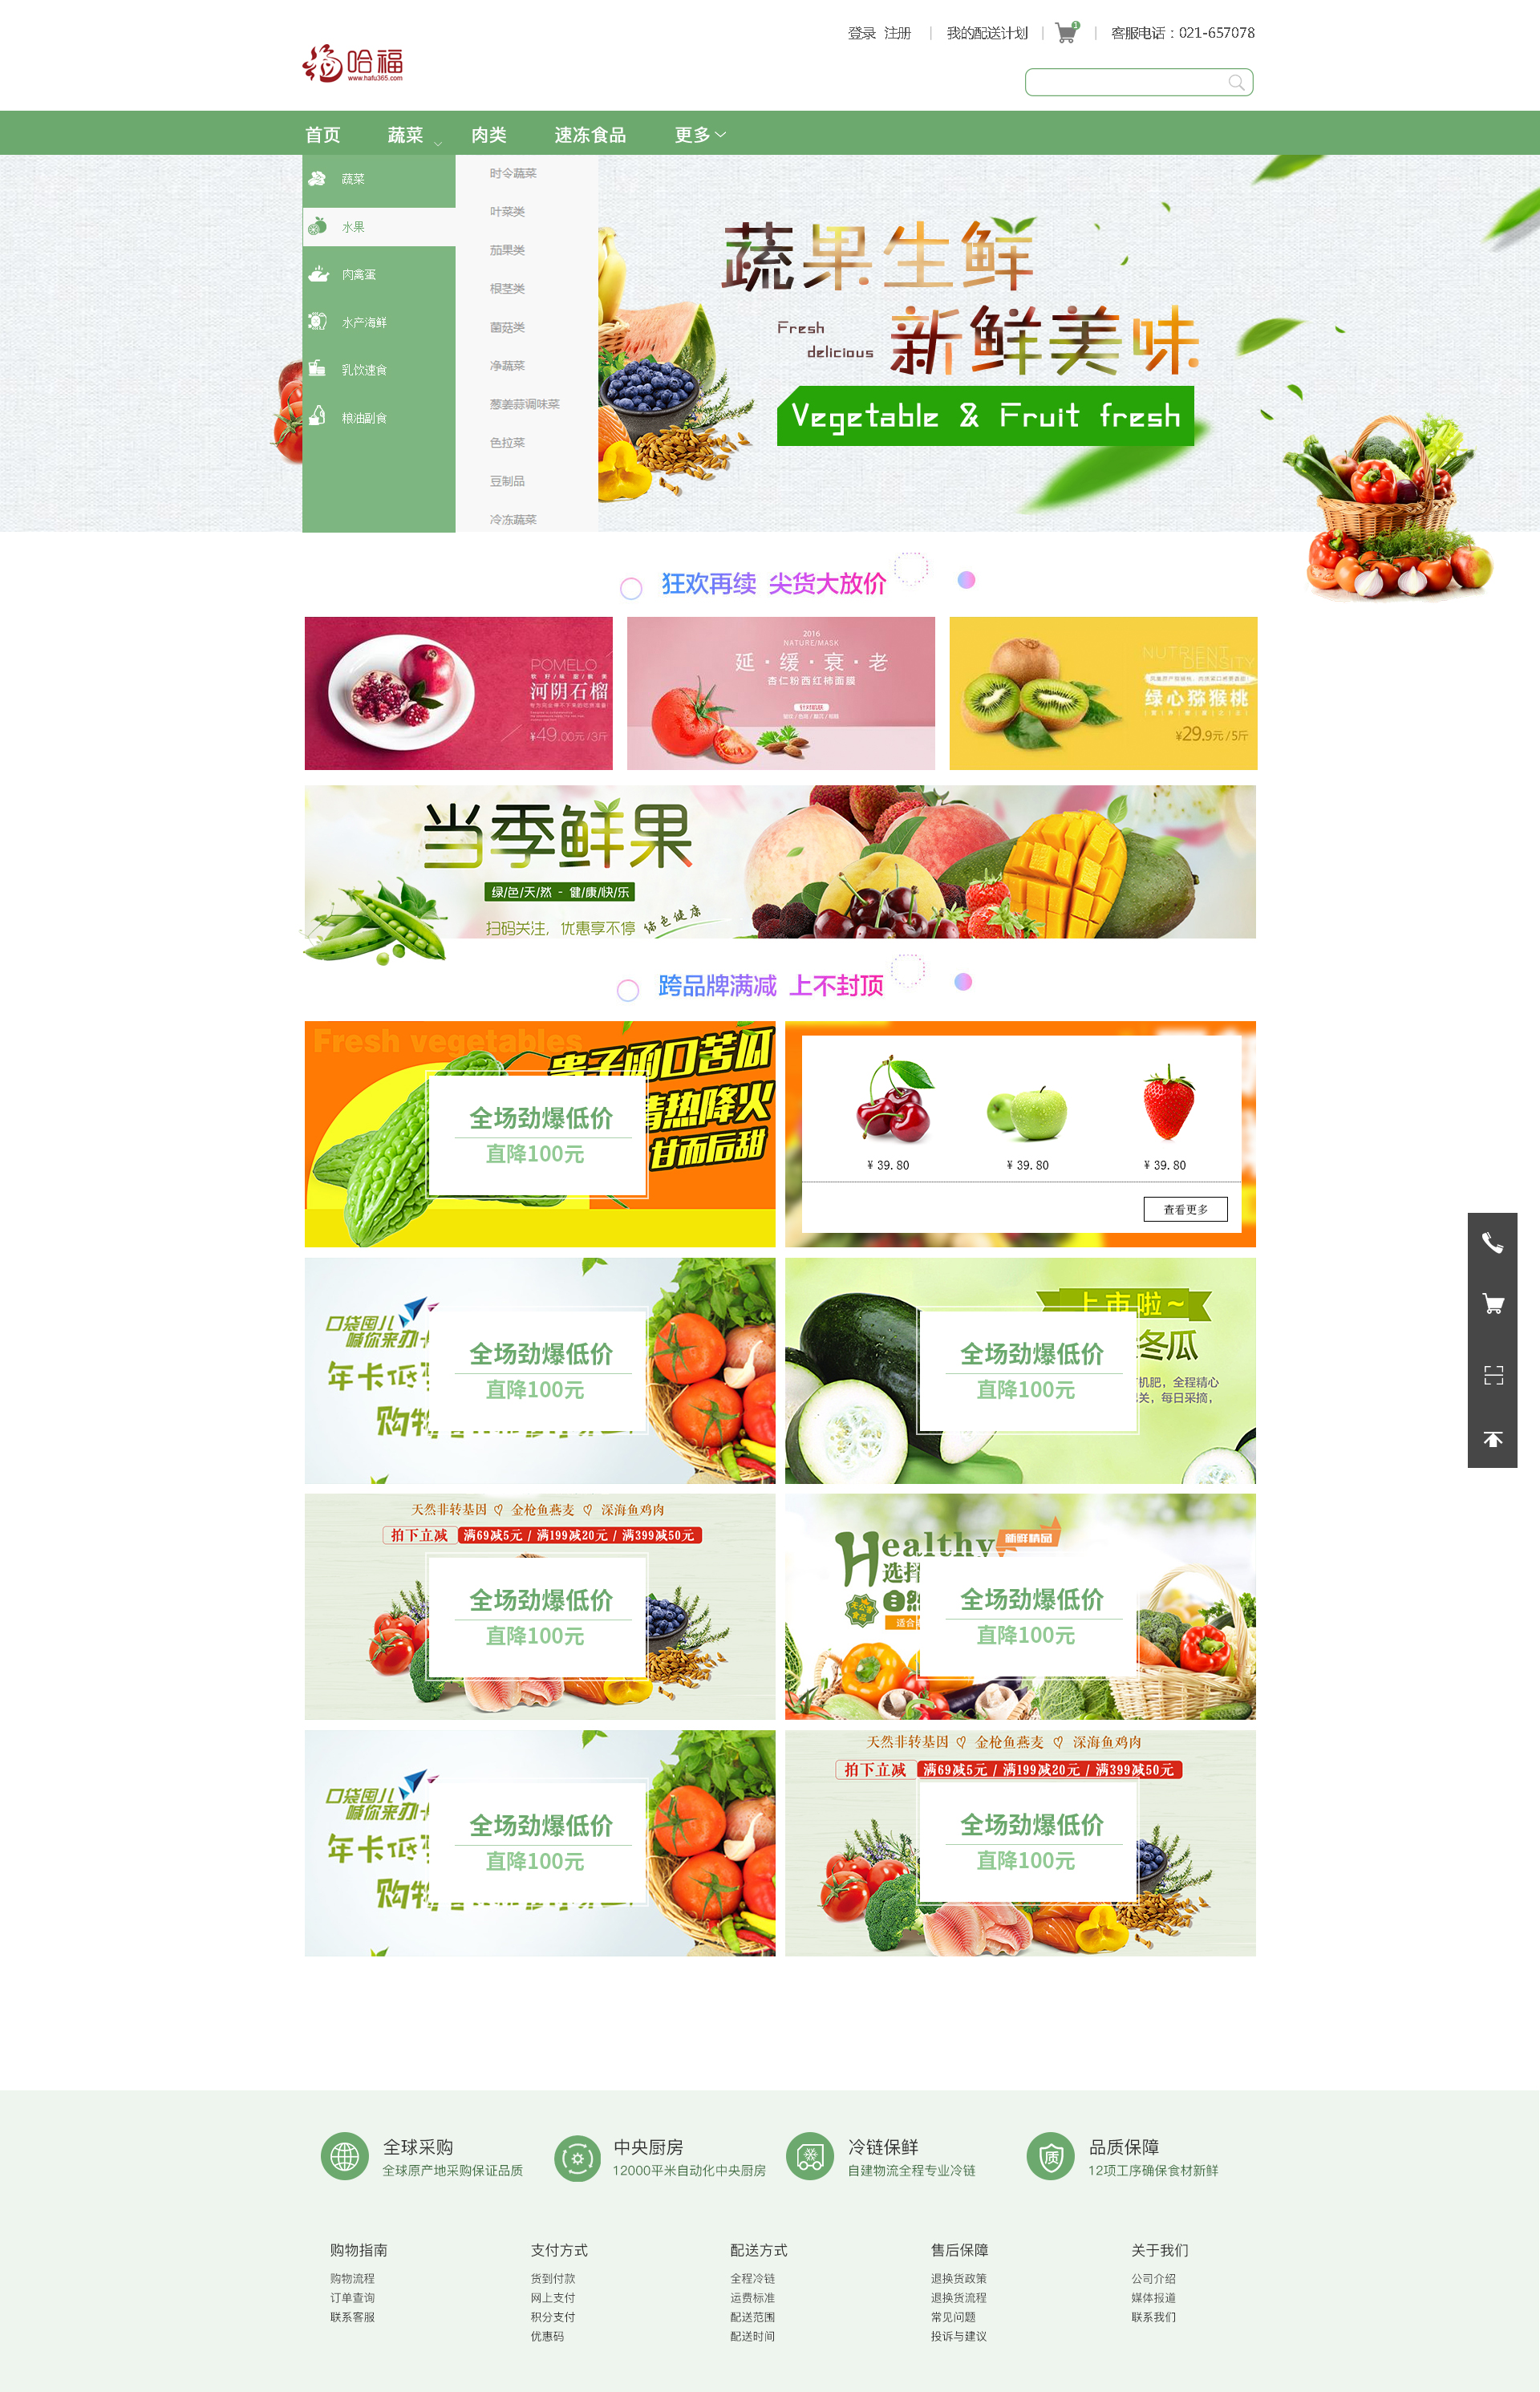 登录 注册 | 我的配送计划 | 1 | 客服电话：021-657078
哈福
www.hafu365.com
首页 蔬菜 肉类 速冻食品 更多
蔬菜
水果
肉禽蛋
水产海鲜
乳饮速食
粮油副食
时令蔬菜
叶菜类
茄果类
根茎类
菌菇类
净蔬菜
葱姜蒜调味菜
色拉菜
豆制品
冷冻蔬菜
蔬果生鲜
Fresh
delicious
新鲜美味
Vegetable & Fruit fresh
狂欢再续 尖货大放价
POMELO
河阴石榴
¥49.00元/3斤
2016
NATURE/MASK
延·缓·衰·老
杏仁粉西红柿面膜
针对肌肤
NUTRIENT
DENSITY
绿心猕猴桃
¥29.9元/5斤
当季鲜果
绿/色/天/然 - 健/康/快/乐
扫码关注，优惠享不停
绿色健康
跨品牌满减 上不封顶
Fresh vegetables
苦瓜
清热降火
甘而后甜
全场劲爆低价
直降100元
¥ 39.80 ¥ 39.80 ¥ 39.80
查看更多
口袋囤儿
喊你来办
年卡低
购物
全场劲爆低价
直降100元
上市啦~
冬瓜
机肥，全程精心
关，每日采摘，
全场劲爆低价
直降100元
天然非转基因 金枪鱼燕麦 深海鱼鸡肉
拍下立减 满69减5元 / 满199减20元 / 满399减50元
全场劲爆低价
直降100元
Healthy
新鲜精品
选择
自然
食品
适合
全场劲爆低价
直降100元
口袋囤儿
喊你来办
年卡低
购物
全场劲爆低价
直降100元
天然非转基因 金枪鱼燕麦 深海鱼鸡肉
拍下立减 满69减5元 / 满199减20元 / 满399减50元
全场劲爆低价
直降100元
全球采购
全球原产地采购保证品质
中央厨房
12000平米自动化中央厨房
冷链保鲜
自建物流全程专业冷链
质
品质保障
12项工序确保食材新鲜
购物指南
购物流程
订单查询
联系客服
支付方式
货到付款
网上支付
积分支付
优惠码
配送方式
全程冷链
运费标准
配送范围
配送时间
售后保障
退换货政策
退换货流程
常见问题
投诉与建议
关于我们
公司介绍
媒体报道
联系我们